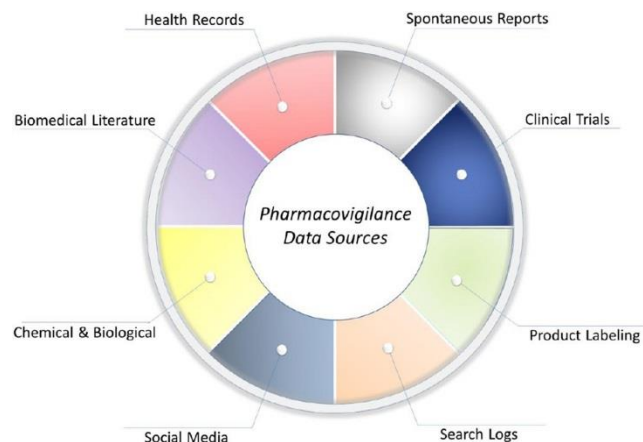 Health Records
Spontaneous Reports
Biomedical Literature
Clinical Trials
Pharmacovigilance
Data Sources
Chemical & Biological
Product Labeling
Social Media
Search Logs